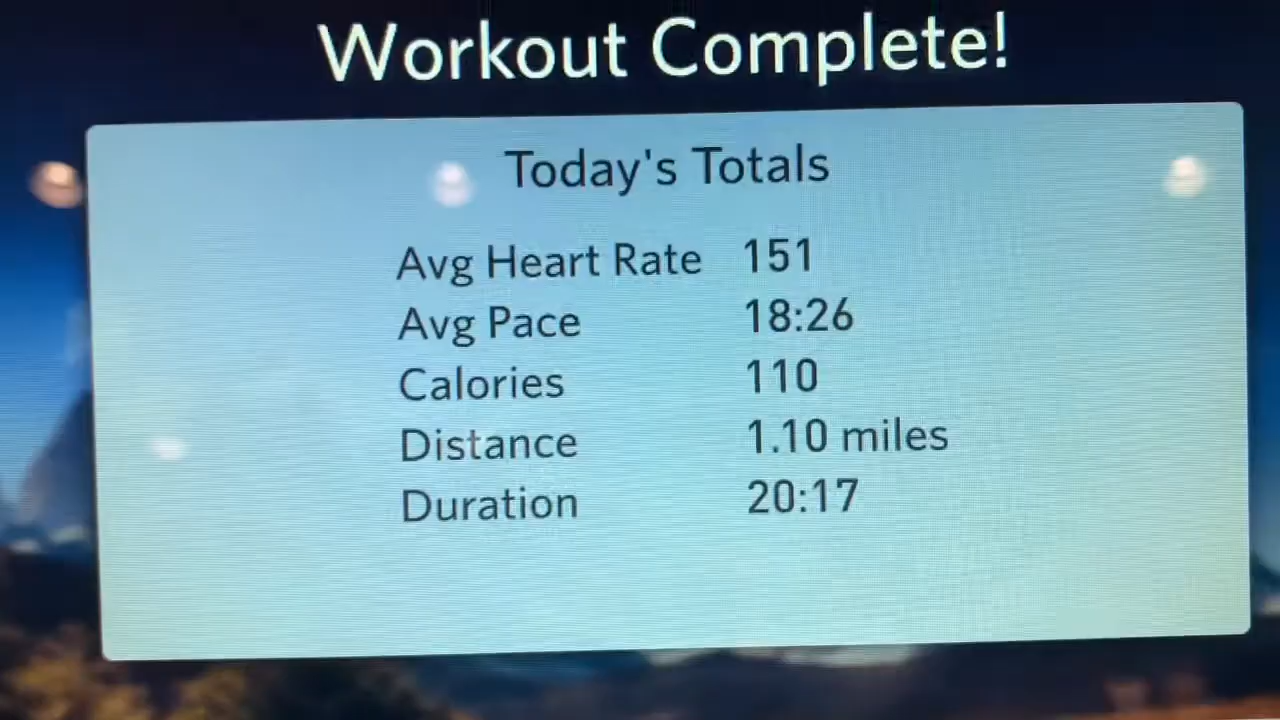 Workout Complete!
Today's Totals
Avg Heart Rate 151
Avg Pace 18:26
Calories 110
Distance 1.10 miles
Duration 20:17